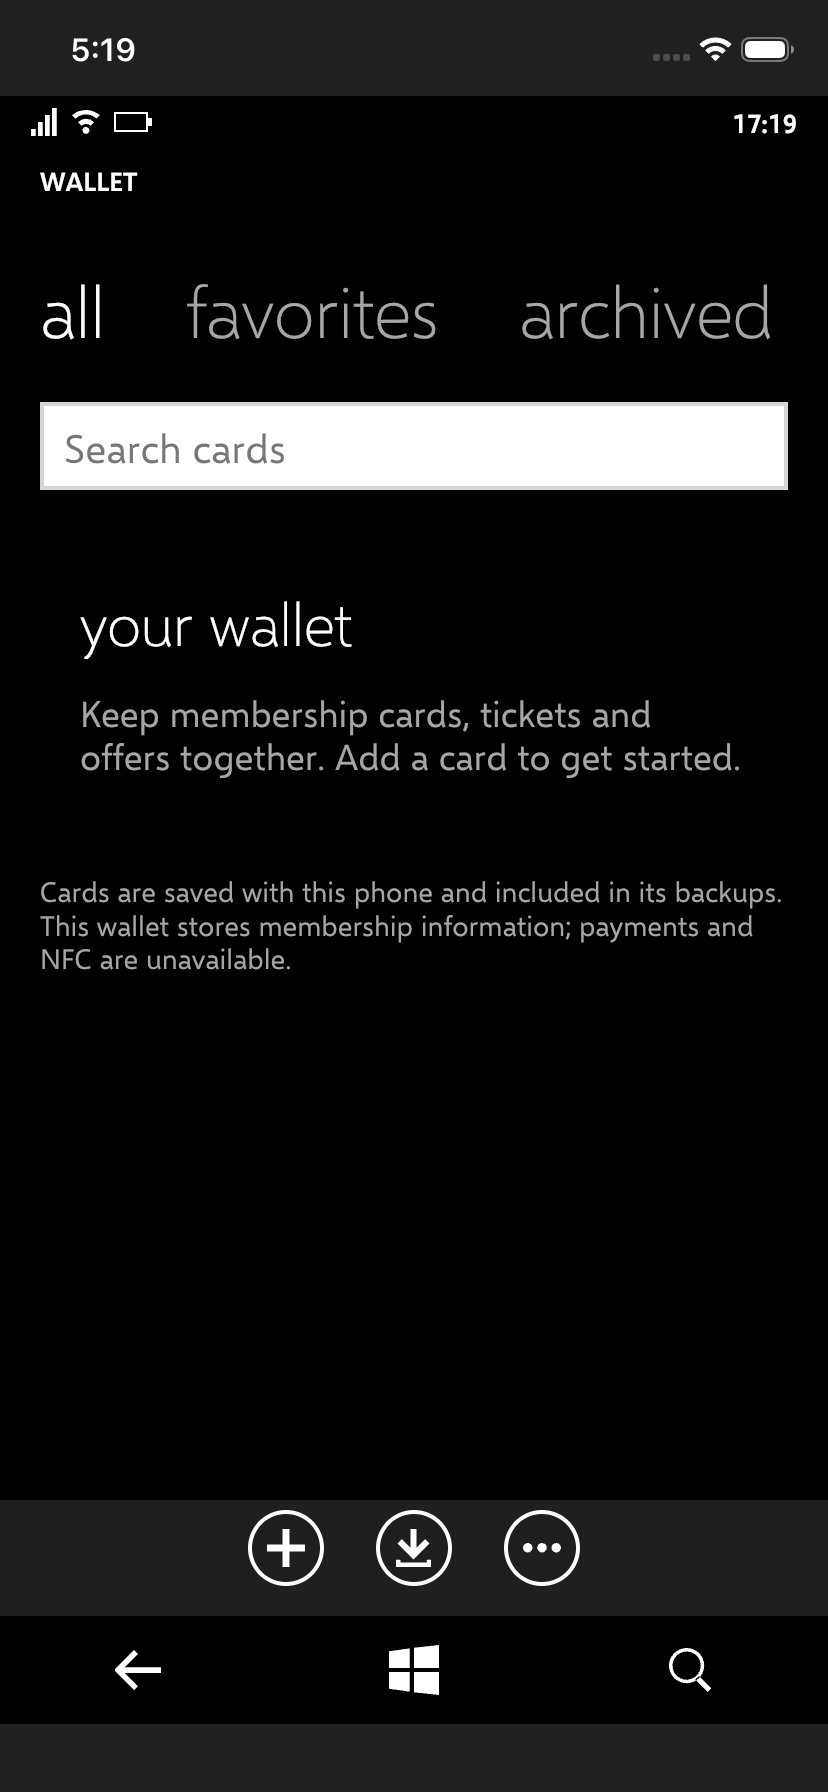 5:19
17:19
WALLET
all favorites archived
Search cards
your wallet
Keep membership cards, tickets and
offers together. Add a card to get started.
Cards are saved with this phone and included in its backups.
This wallet stores membership information; payments and
NFC are unavailable.